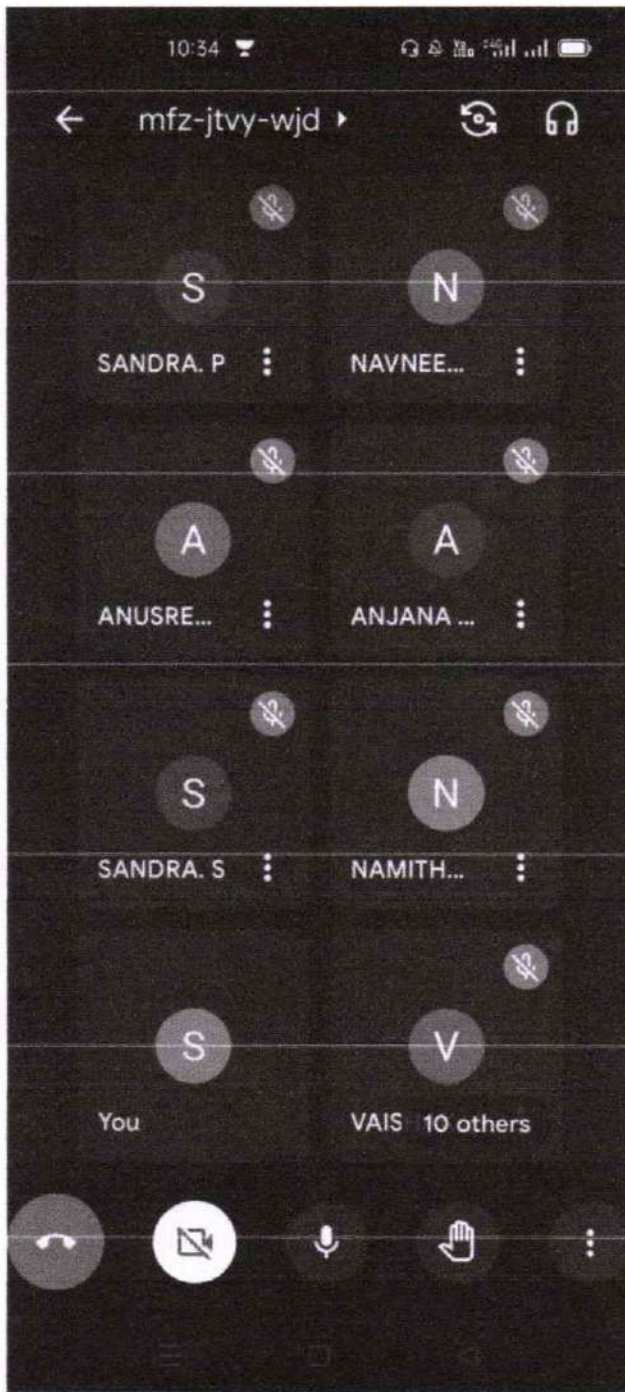 10:34
mfz-jtvy-wjd
S
N
SANDRA. P
NAVNEE...
A
A
ANUSRE...
ANJANA ...
S
N
SANDRA. S
NAMITH...
S
V
You
VAIS 10 others